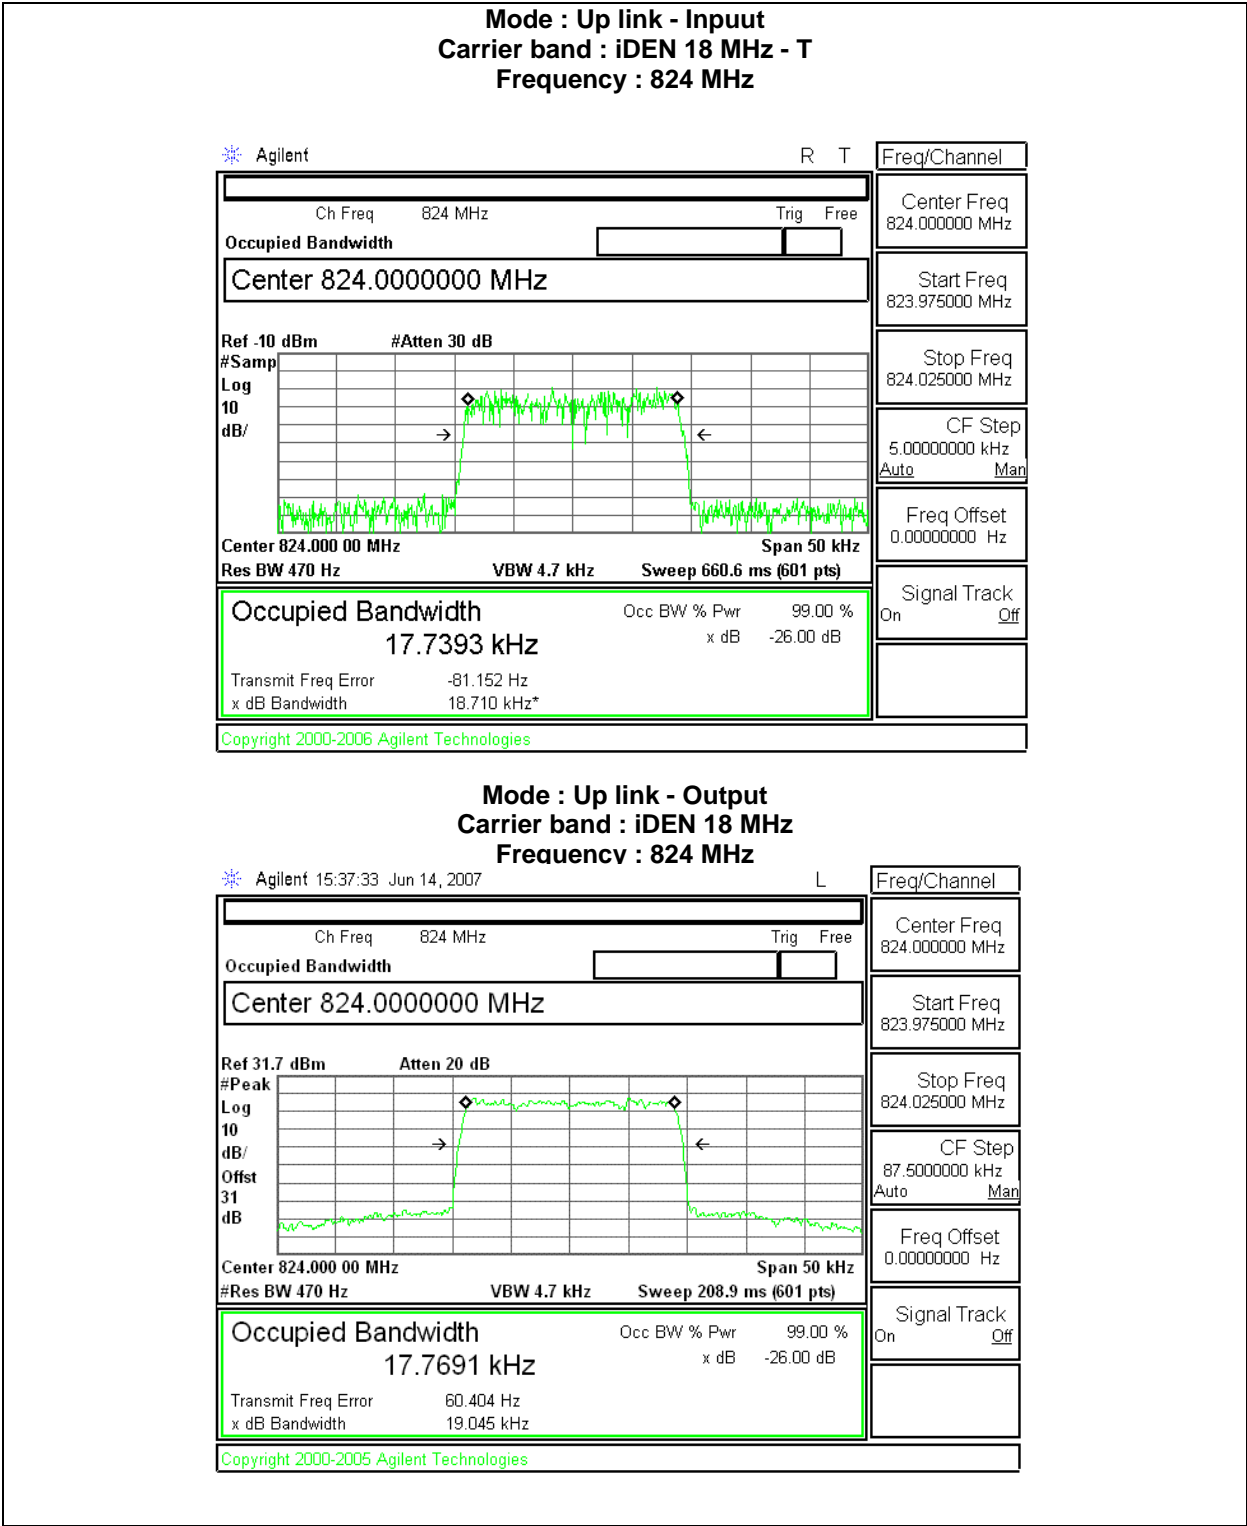 Mode : Up link - Inpuut
Carrier band : iDEN 18 MHz - T
Frequency : 824 MHz
Agilent R T Freq/Channel
Ch Freq 824 MHz Trig Free
Occupied Bandwidth
Center 824.0000000 MHz
Center Freq
824.000000 MHz
Start Freq
823.975000 MHz
Stop Freq
824.025000 MHz
CF Step
5.00000000 kHz
Auto Man
Freq Offset
0.00000000 Hz
Signal Track
On Off
Ref -10 dBm #Atten 30 dB
#Samp
Log
10
dB/
Center 824.000 00 MHz Span 50 kHz
Res BW 470 Hz VBW 4.7 kHz Sweep 660.6 ms (601 pts)
Occupied Bandwidth Occ BW % Pwr 99.00 %
17.7393 kHz x dB -26.00 dB
Transmit Freq Error -81.152 Hz
x dB Bandwidth 18.710 kHz*
Copyright 2000-2006 Agilent Technologies
Mode : Up link - Output
Carrier band : iDEN 18 MHz
Frequency : 824 MHz
Agilent 15:37:33 Jun 14, 2007 L Freq/Channel
Ch Freq 824 MHz Trig Free
Occupied Bandwidth
Center 824.0000000 MHz
Center Freq
824.000000 MHz
Start Freq
823.975000 MHz
Stop Freq
824.025000 MHz
CF Step
87.5000000 kHz
Auto Man
Freq Offset
0.00000000 Hz
Signal Track
On Off
Ref 31.7 dBm Atten 20 dB
#Peak
Log
10
dB/
Offst
31
dB
Center 824.000 00 MHz Span 50 kHz
#Res BW 470 Hz VBW 4.7 kHz Sweep 208.9 ms (601 pts)
Occupied Bandwidth Occ BW % Pwr 99.00 %
17.7691 kHz x dB -26.00 dB
Transmit Freq Error 60.404 Hz
x dB Bandwidth 19.045 kHz
Copyright 2000-2005 Agilent Technologies